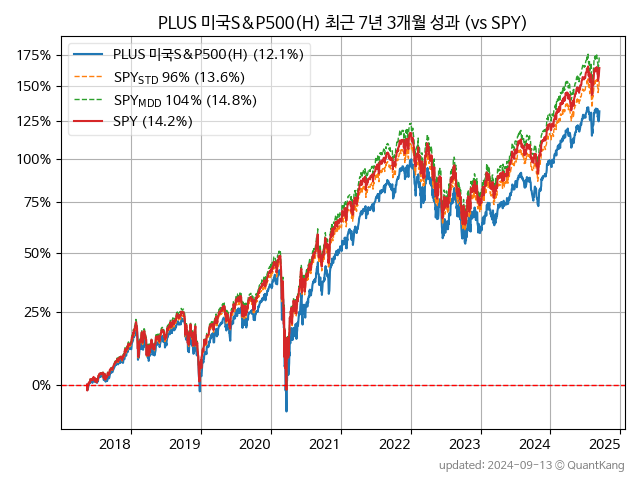 PLUS 미국S&P500(H) 최근 7년 3개월 성과 (vs SPY)
PLUS 미국S&P500(H) (12.1%)
SPY_STD 96% (13.6%)
SPY_MDD 104% (14.8%)
SPY (14.2%)
175%
150%
125%
100%
75%
50%
25%
0%
2018 2019 2020 2021 2022 2023 2024 2025
updated: 2024-09-13 © QuantKang